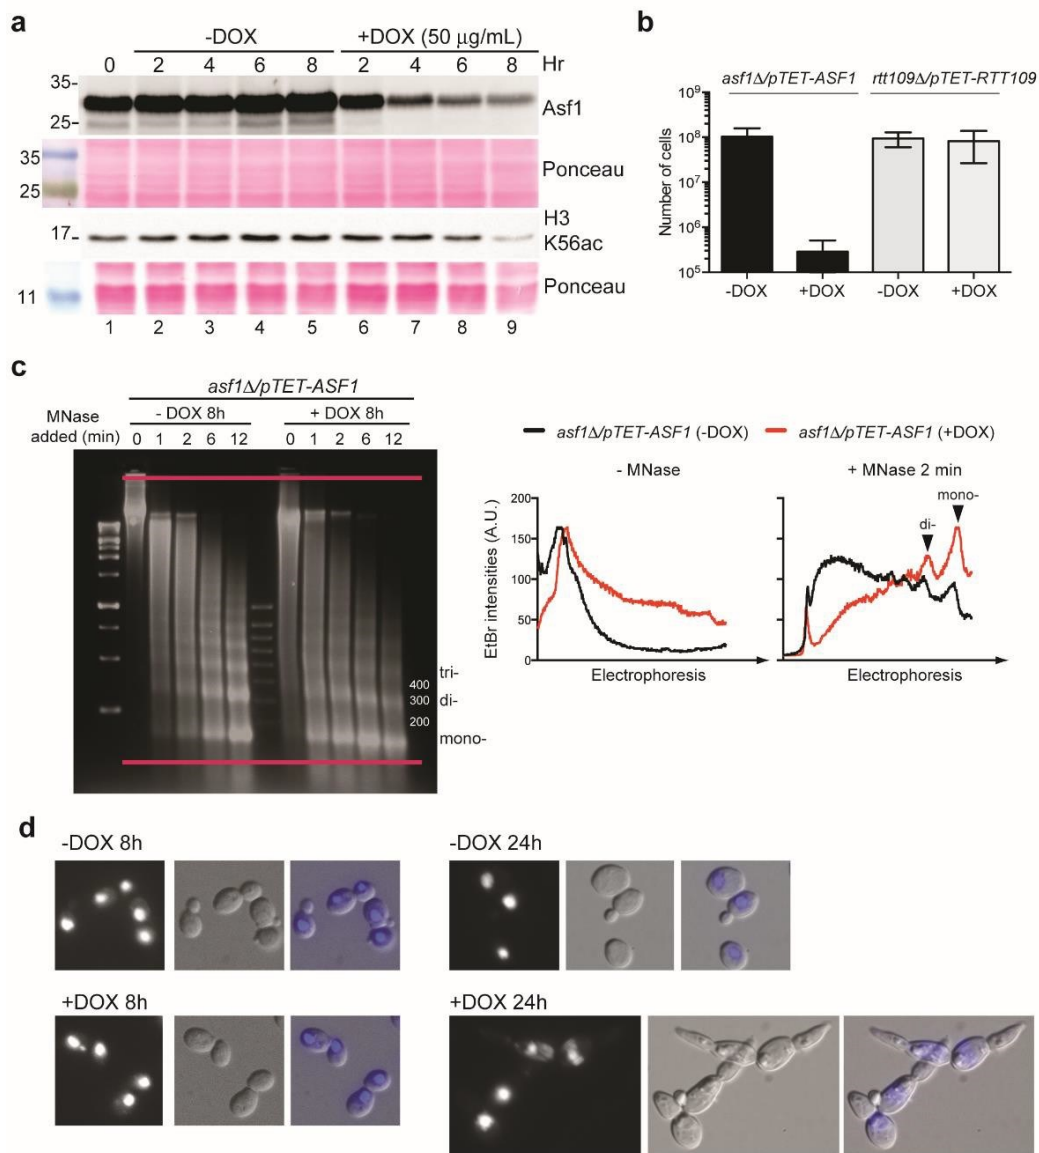 a
-DOX +DOX (50 μg/mL)
0 2 4 6 8 2 4 6 8 Hr
35-
25-
Asf1
35
25
Ponceau
17-
H3
K56ac
11
Ponceau
1 2 3 4 5 6 7 8 9
b
asf1Δ/pTET-ASF1 rtt109Δ/pTET-RTT109
Number of cells
10⁹
10⁸
10⁷
10⁶
10⁵
-DOX +DOX -DOX +DOX
c
asf1Δ/pTET-ASF1
MNase
added (min)
- DOX 8h + DOX 8h
0 1 2 6 12 0 1 2 6 12
400
300
200
tri-
di-
mono-
asf1Δ/pTET-ASF1 (-DOX) asf1Δ/pTET-ASF1 (+DOX)
- MNase + MNase 2 min
EtBr intensities (A.U.)
200
150
100
50
0
Electrophoresis
200
150
100
50
0
di-
mono-
Electrophoresis
d
-DOX 8h
-DOX 24h
+DOX 8h
+DOX 24h